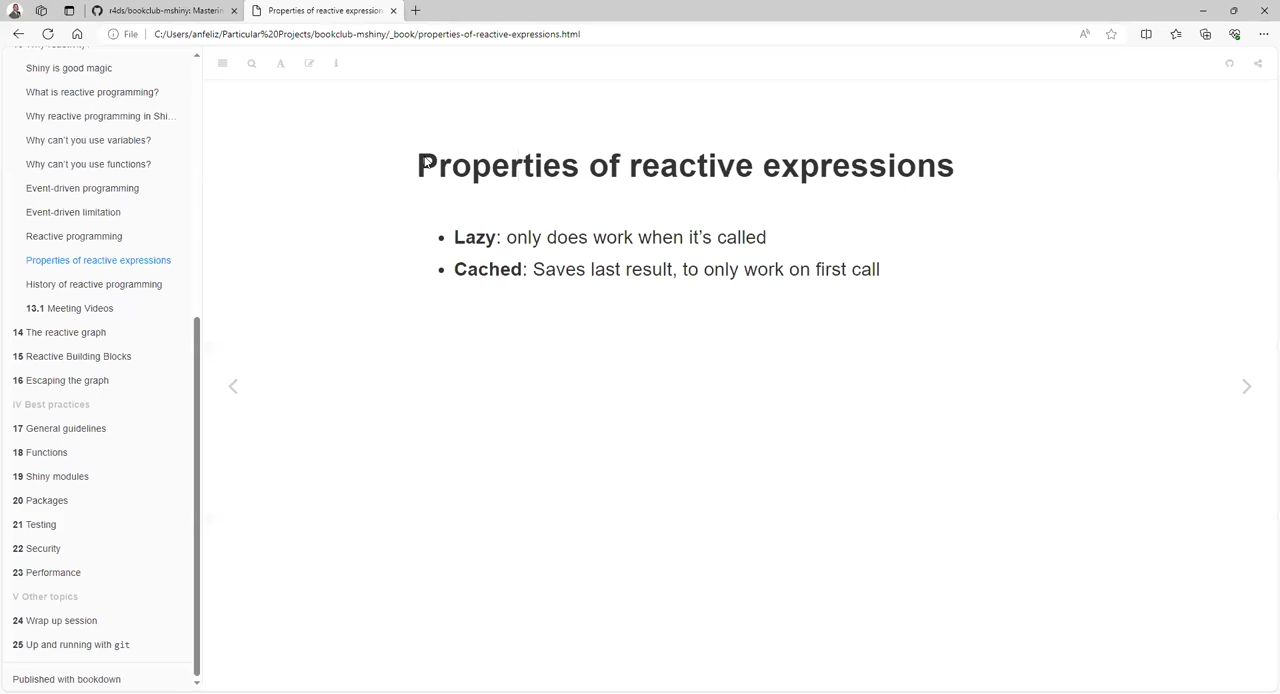 r4ds/bookclub-mshiny: Masterin
Properties of reactive expression
File
C:/Users/anfeliz/Particular%20Projects/bookclub-mshiny/_book/properties-of-reactive-expressions.html
Shiny is good magic
What is reactive programming?
Why reactive programming in Shi…
Why can't you use variables?
Why can't you use functions?
Event-driven programming
Event-driven limitation
Reactive programming
Properties of reactive expressions
History of reactive programming
13.1 Meeting Videos
14 The reactive graph
15 Reactive Building Blocks
16 Escaping the graph
IV Best practices
17 General guidelines
18 Functions
19 Shiny modules
20 Packages
21 Testing
22 Security
23 Performance
V Other topics
24 Wrap up session
25 Up and running with git
Published with bookdown
Properties of reactive expressions
• Lazy: only does work when it's called
• Cached: Saves last result, to only work on first call